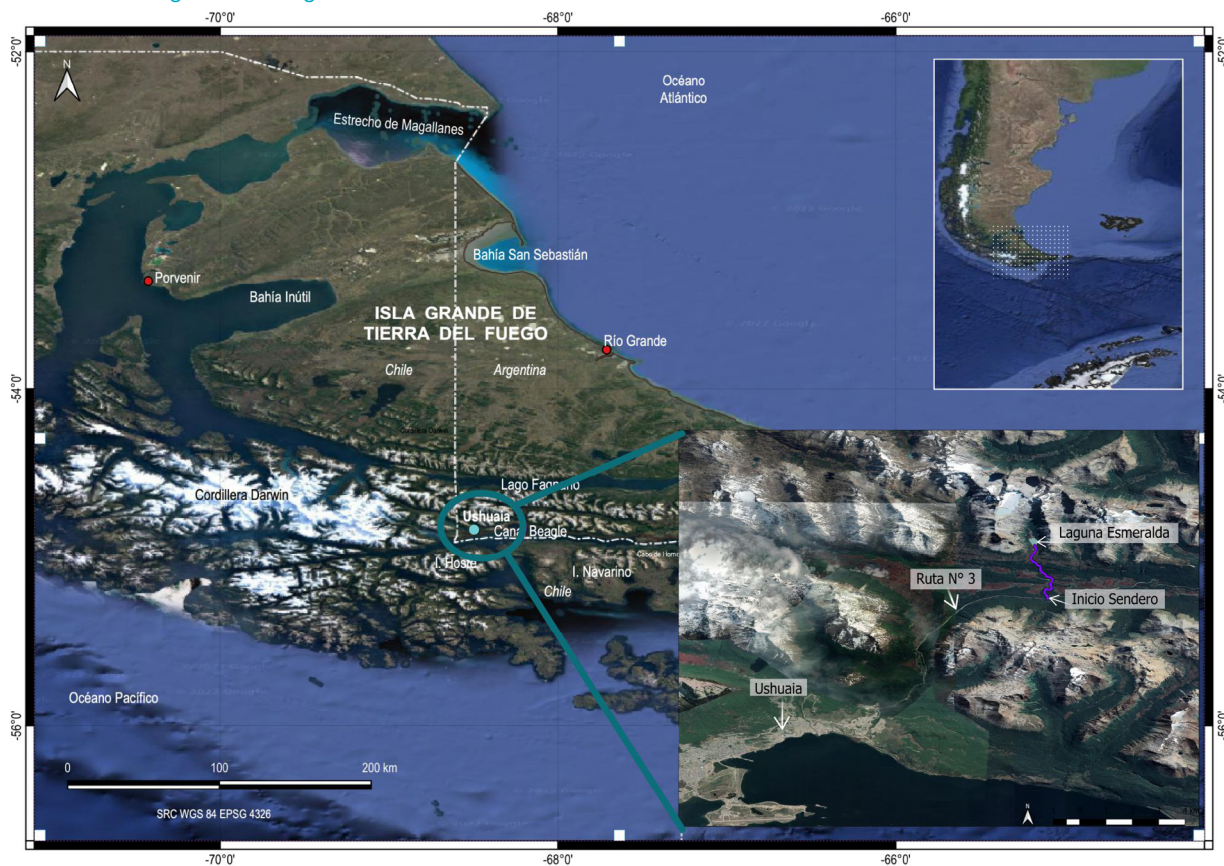 -70°0'
-68°0'
-66°0'
-52°0'
-52°0'
N
Océano
Atlántico
Estrecho de Magallanes
Bahía San Sebastián
Porvenir
Bahía Inútil
ISLA GRANDE DE
TIERRA DEL FUEGO
Río Grande
Chile
Argentina
-54°0'
-54°0'
Lago Fagnano
Cordillera Darwin
Ushuaia
Canal Beagle
I. Hoste
I. Navarino
Chile
Laguna Esmeralda
Ruta N° 3
Inicio Sendero
Ushuaia
Océano Pacífico
-56°0'
-56°0'
0
100
200 km
SRC WGS 84 EPSG 4326
N
-70°0'
-68°0'
-66°0'